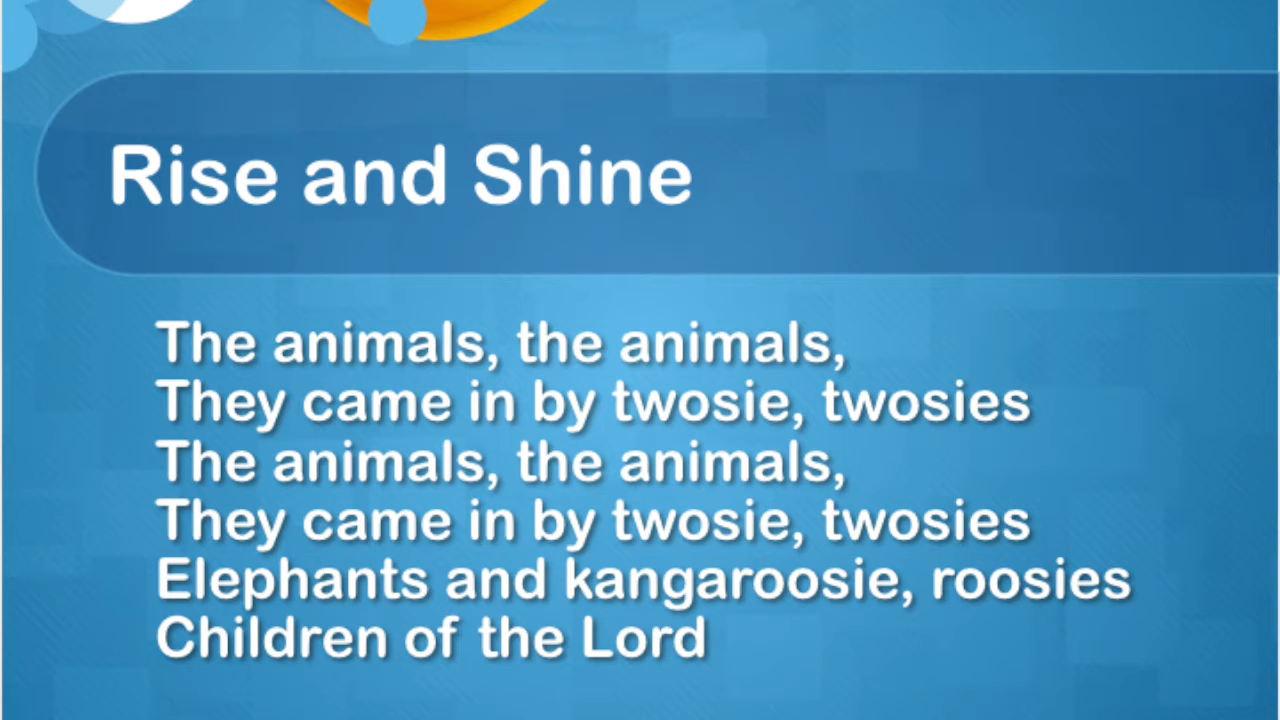 Rise and Shine
The animals, the animals,
They came in by twosie, twosies
The animals, the animals,
They came in by twosie, twosies
Elephants and kangaroosie, roosies
Children of the Lord